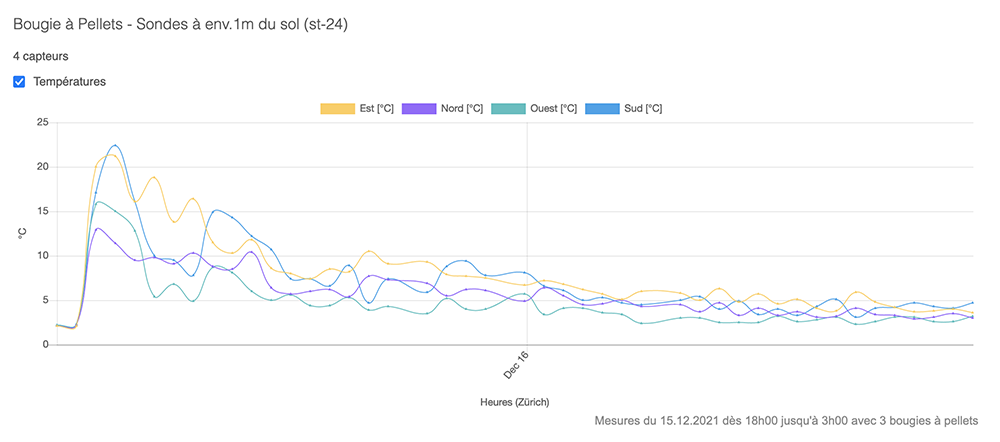 Bougie à Pellets - Sondes à env.1m du sol (st-24)
4 capteurs
Températures
Est [°C] Nord [°C] Ouest [°C] Sud [°C]
25
20
15
°C
10
5
0
Dec 16
Heures (Zürich)
Mesures du 15.12.2021 dès 18h00 jusqu'à 3h00 avec 3 bougies à pellets